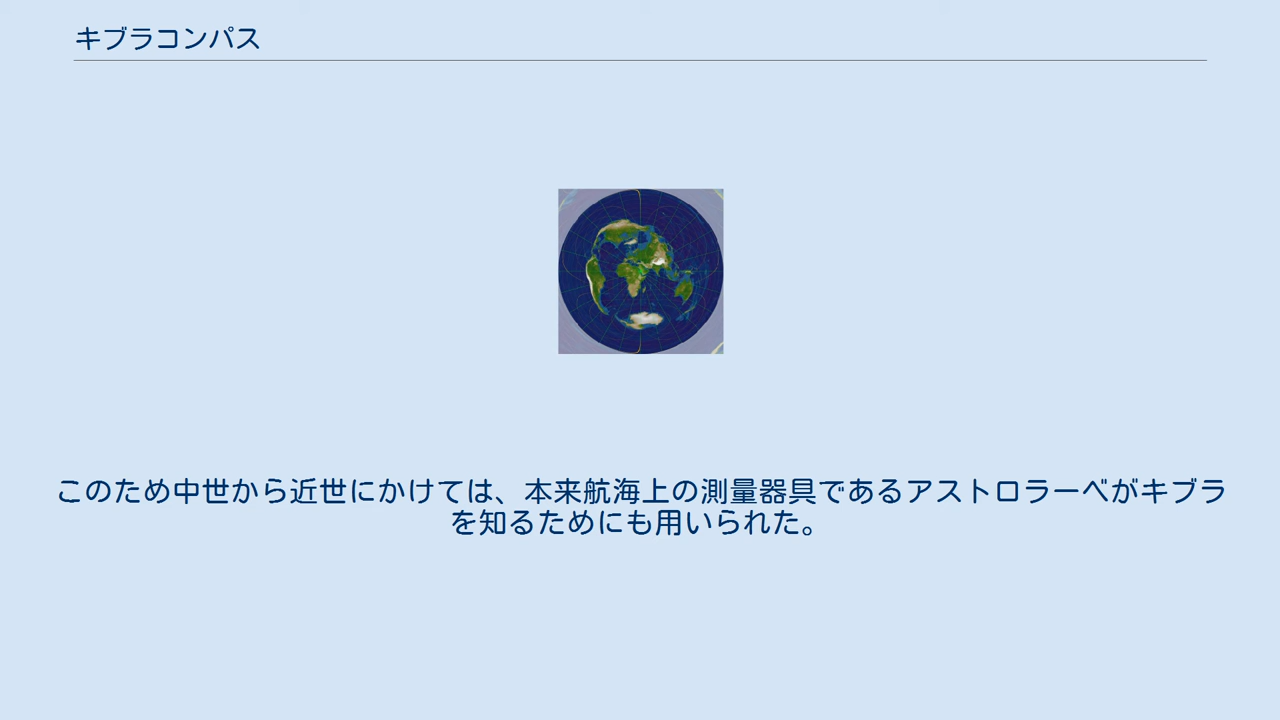 キブラコンパス
このため中世から近世にかけては、本来航海上の測量器具であるアストロラーベがキブラ
を知るためにも用いられた。